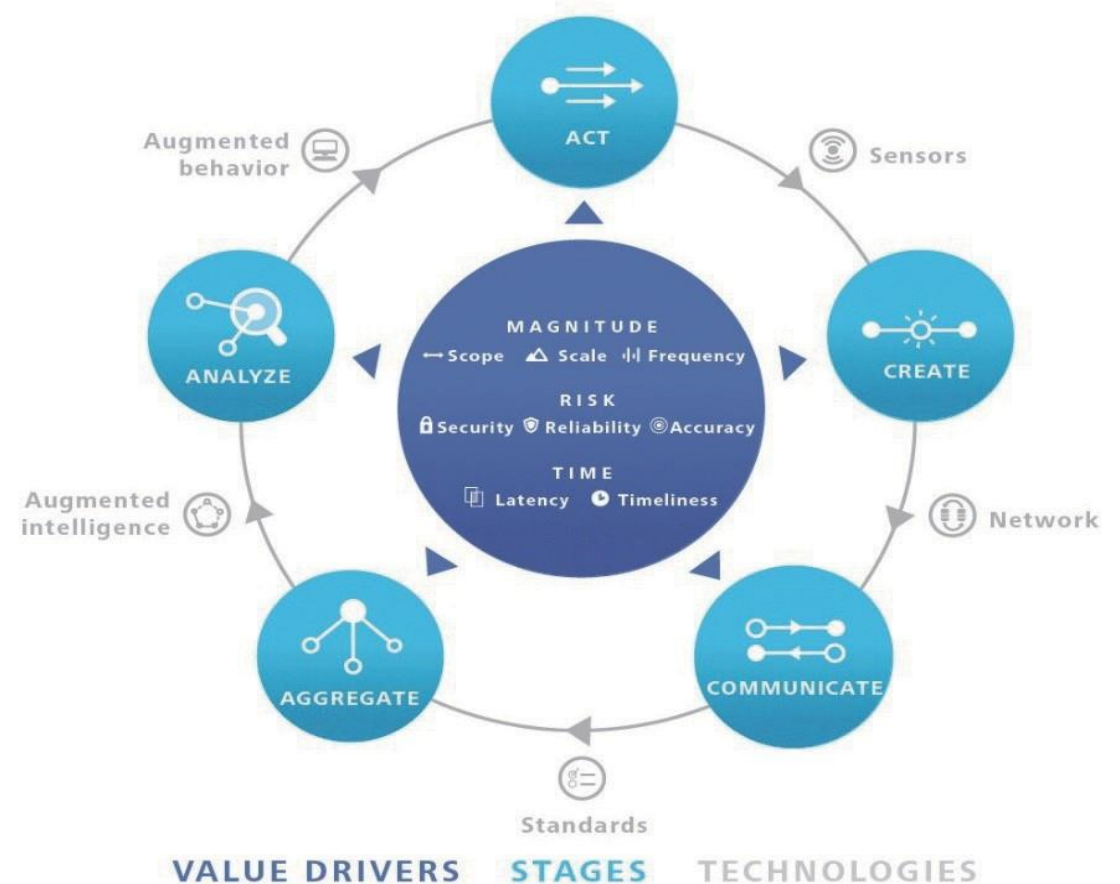 ACT
Augmented
behavior
Sensors
ANALYZE
CREATE
MAGNITUDE
Scope Scale Frequency
RISK
Security Reliability Accuracy
TIME
Latency Timeliness
Augmented
intelligence
Network
AGGREGATE
COMMUNICATE
Standards
VALUE DRIVERS STAGES TECHNOLOGIES